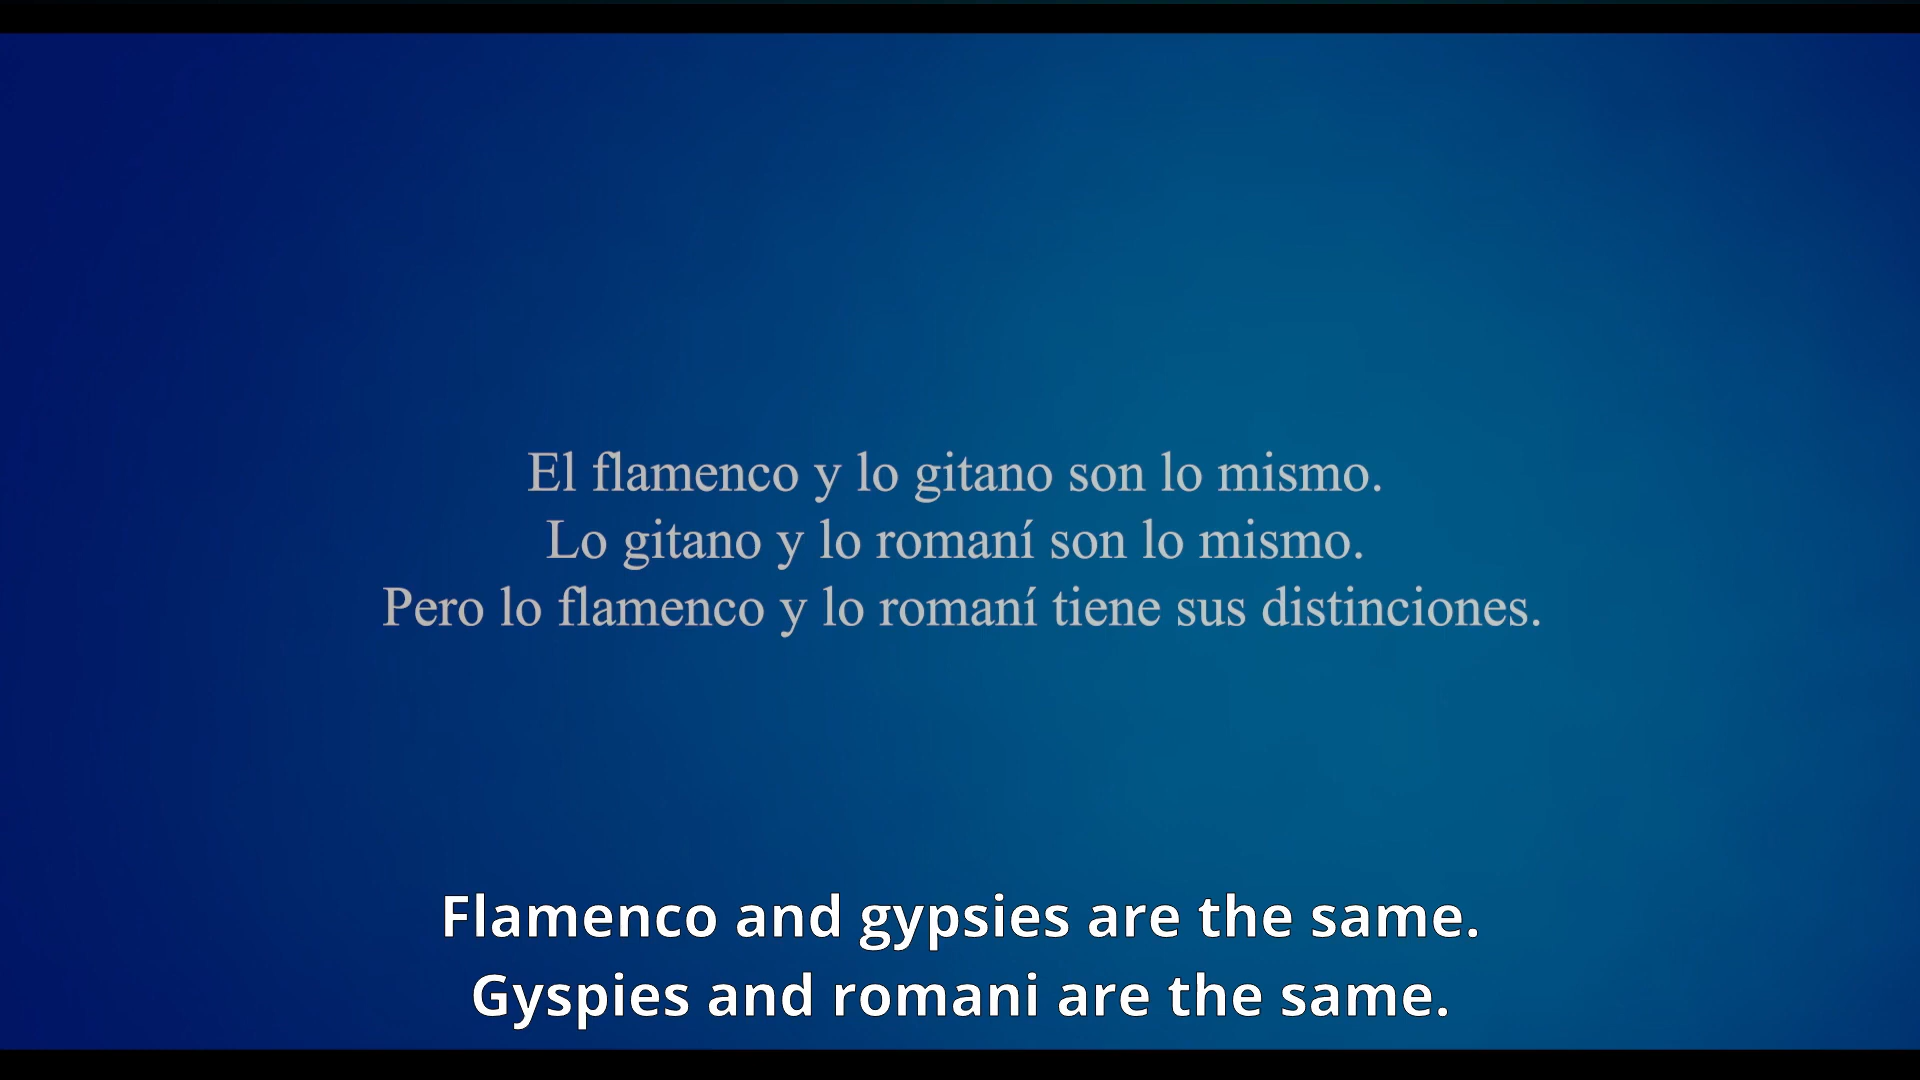 El flamenco y lo gitano son lo mismo.
Lo gitano y lo romaní son lo mismo.
Pero lo flamenco y lo romaní tiene sus distinciones.
Flamenco and gypsies are the same.
Gyspies and romani are the same.